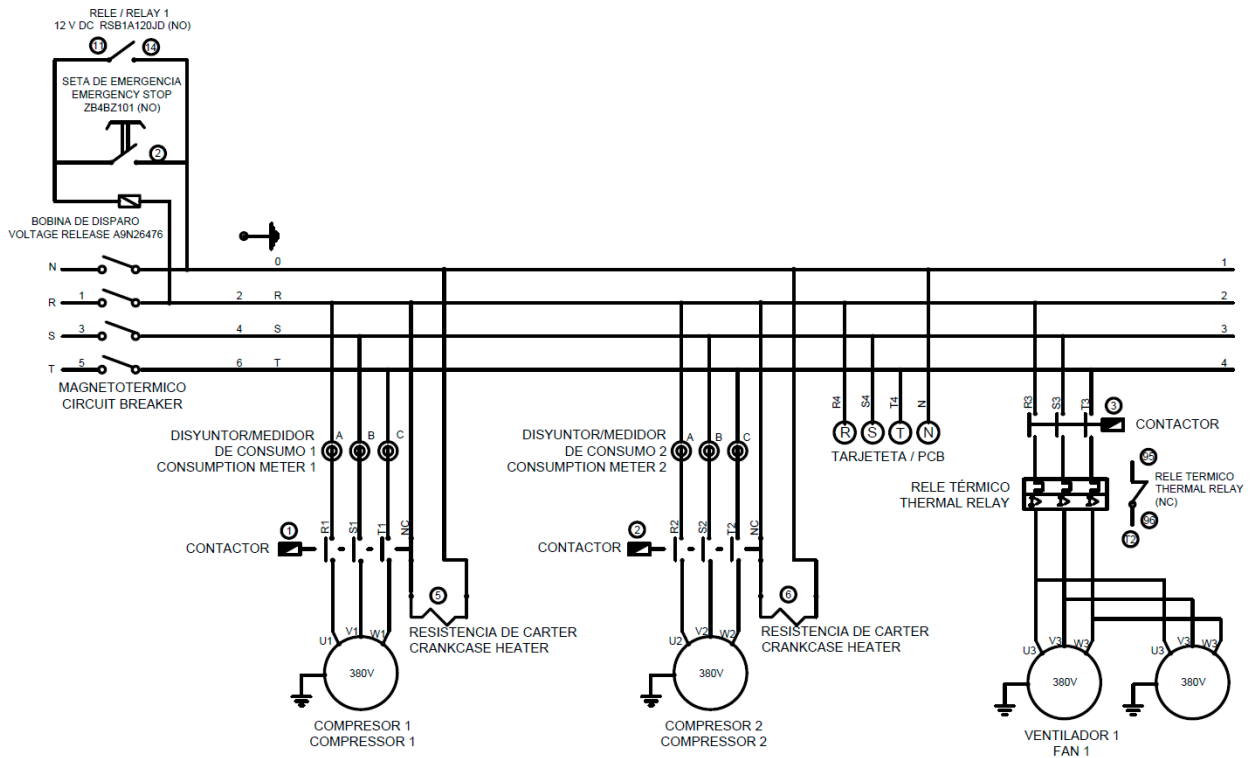 RELE / RELAY 1
12 V DC RSB1A120JD (NO)
11
14
SETA DE EMERGENCIA
EMERGENCY STOP
ZB4BZ101 (NO)
2
BOBINA DE DISPARO
VOLTAGE RELEASE A9N26476
N
0
1
R
1
2
R
2
S
3
4
S
3
T
5
6
T
4
MAGNETOTERMICO
CIRCUIT BREAKER
DISYUNTOR/MEDIDOR
DE CONSUMO 1
CONSUMPTION METER 1
A
B
C
CONTACTOR
1
R1
S1
T1
NC
5
RESISTENCIA DE CARTER
CRANKCASE HEATER
U1
V1
W1
380V
COMPRESOR 1
COMPRESSOR 1
DISYUNTOR/MEDIDOR
DE CONSUMO 2
CONSUMPTION METER 2
A
B
C
CONTACTOR
2
R2
S2
T2
NC
6
RESISTENCIA DE CARTER
CRANKCASE HEATER
U2
V2
W2
380V
COMPRESOR 2
COMPRESSOR 2
R4
S4
T4
N
R
S
T
N
TARJETETA / PCB
R3
S3
T3
3
CONTACTOR
RELE TÉRMICO
THERMAL RELAY
95
RELE TERMICO
THERMAL RELAY
(NC)
96
T2
U3
V3
W3
380V
U3
V3
W3
380V
VENTILADOR 1
FAN 1